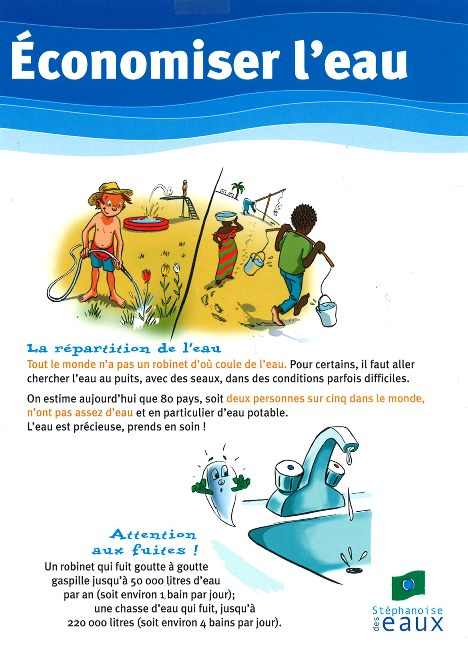 Économiser l'eau
La répartition de l'eau
Tout le monde n'a pas un robinet d'où coule de l'eau. Pour certains, il faut aller
chercher l'eau au puits, avec des seaux, dans des conditions parfois difficiles.
On estime aujourd'hui que 80 pays, soit deux personnes sur cinq dans le monde,
n'ont pas assez d'eau et en particulier d'eau potable.
L'eau est précieuse, prends en soin !
Attention
aux fuites !
Un robinet qui fuit goutte à goutte
gaspille jusqu'à 50 000 litres d'eau
par an (soit environ 1 bain par jour);
une chasse d'eau qui fuit, jusqu'à
220 000 litres (soit environ 4 bains par jour).
Stéphanoise
des eaux